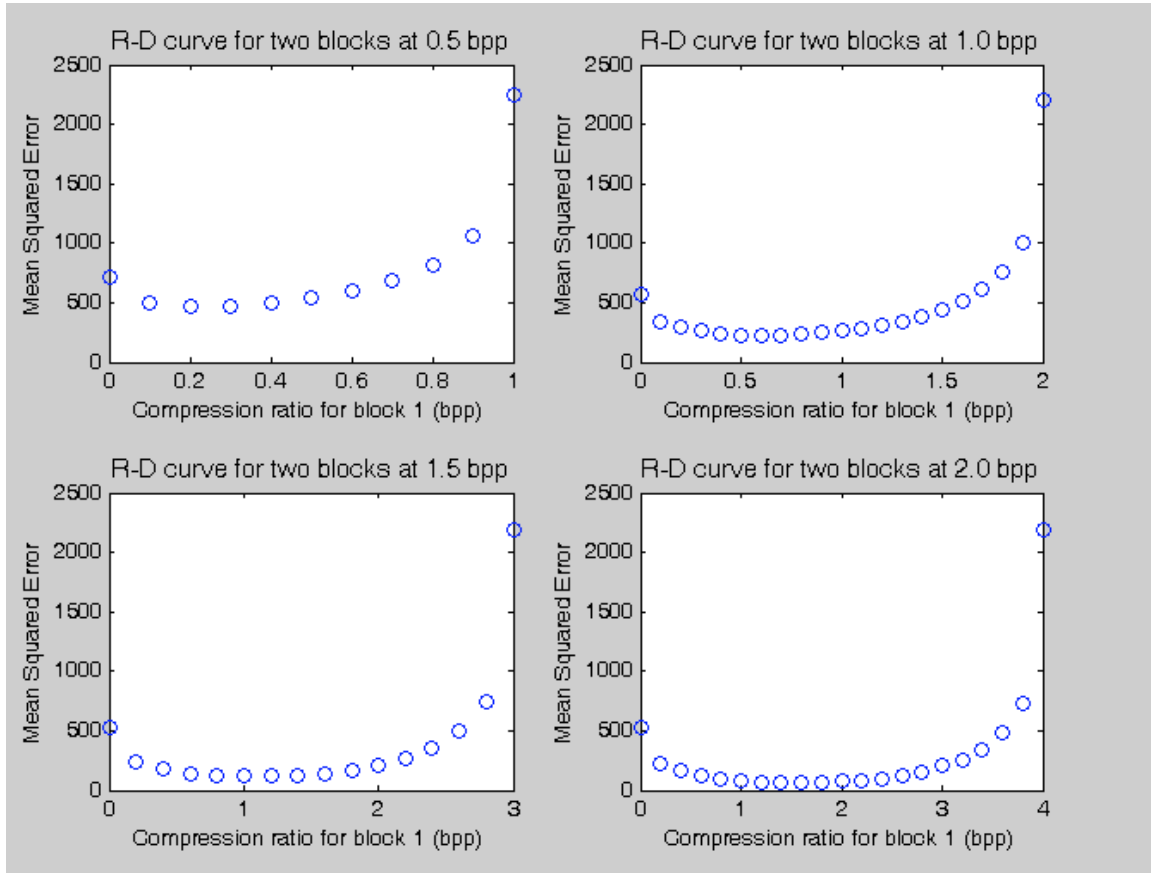 R-D curve for two blocks at 0.5 bpp
2500
2000
1500
1000
500
0
Mean Squared Error
0 0.2 0.4 0.6 0.8 1
Compression ratio for block 1 (bpp)
R-D curve for two blocks at 1.0 bpp
2500
2000
1500
1000
500
0
Mean Squared Error
0 0.5 1 1.5 2
Compression ratio for block 1 (bpp)
R-D curve for two blocks at 1.5 bpp
2500
2000
1500
1000
500
0
Mean Squared Error
0 1 2 3
Compression ratio for block 1 (bpp)
R-D curve for two blocks at 2.0 bpp
2500
2000
1500
1000
500
0
Mean Squared Error
0 1 2 3 4
Compression ratio for block 1 (bpp)